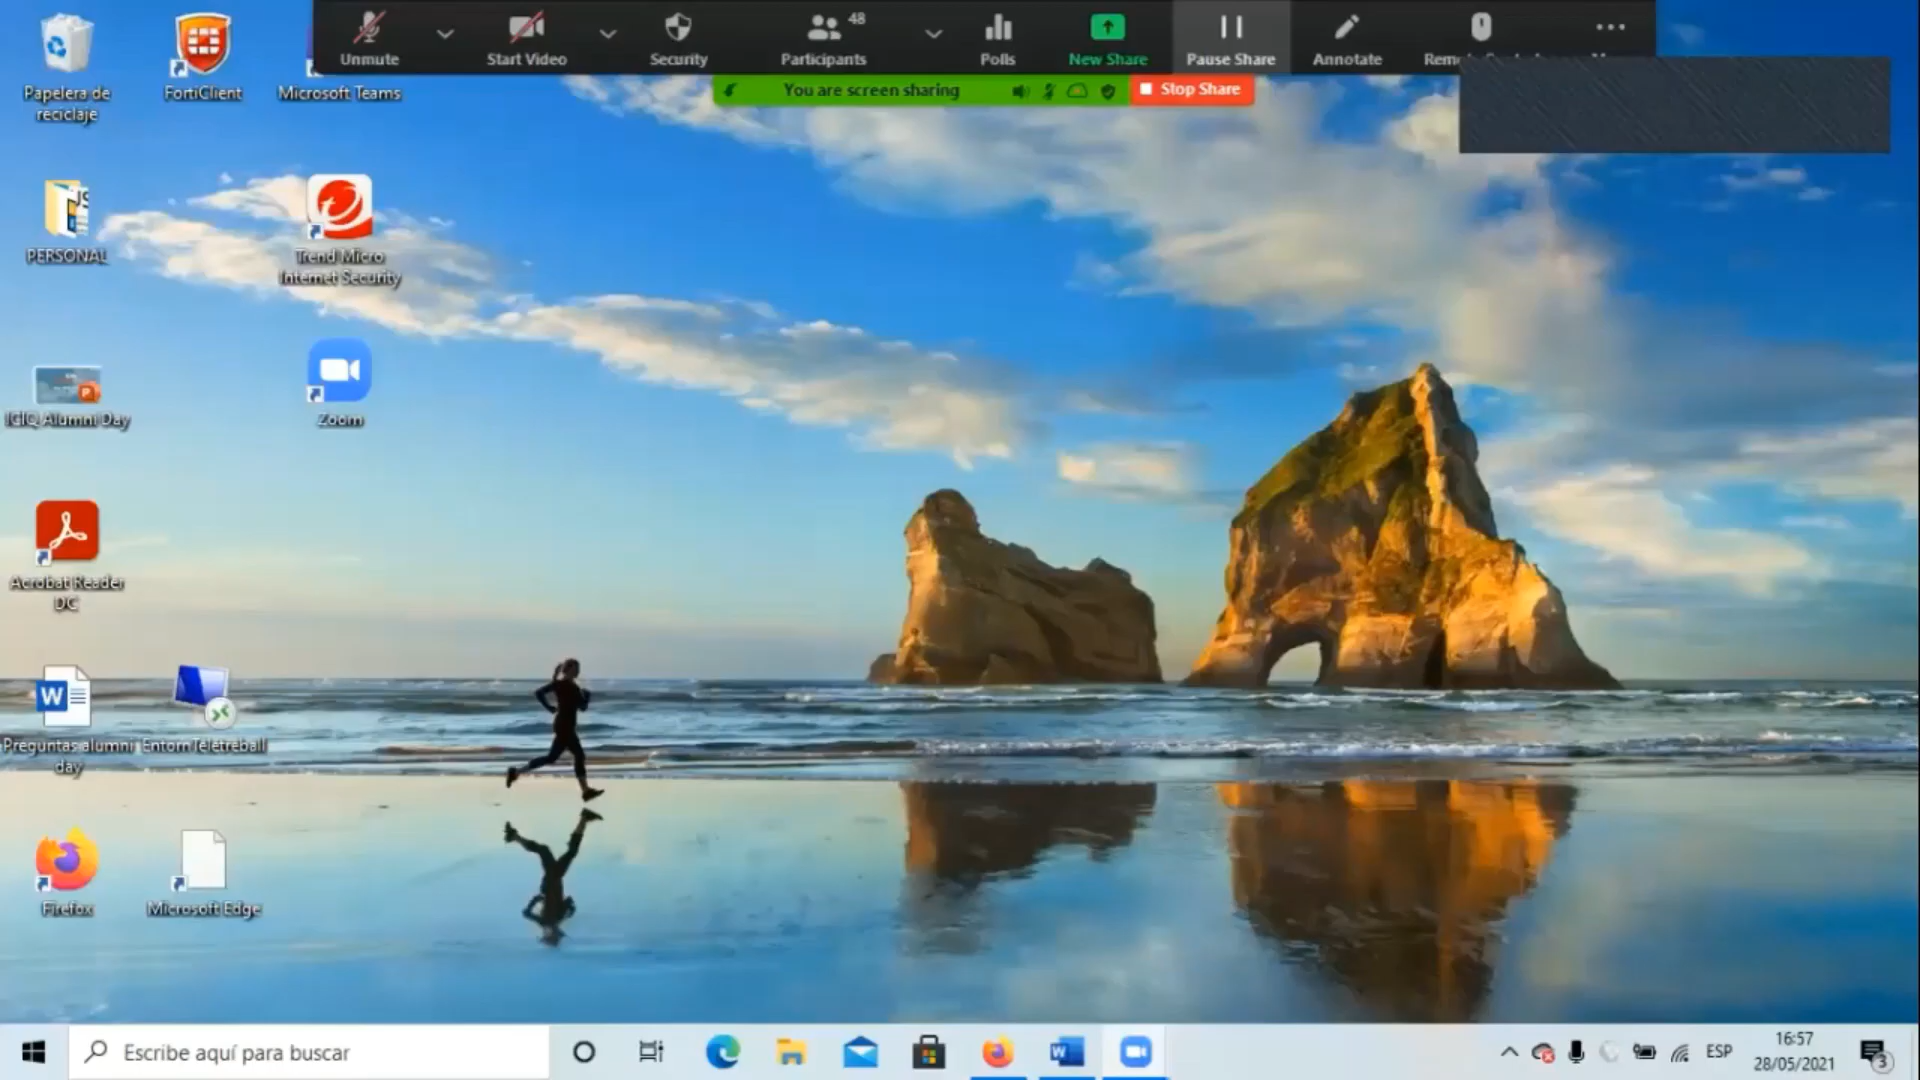 Unmute
Start Video
Security
Participants
48
Polls
New Share
Pause Share
Annotate
You are screen sharing
Stop Share
Papelera de
reciclaje
FortiClient
Microsoft Teams
PERSONAL
Trend Micro
Internet Security
ICIQ Alumni Day
Zoom
Acrobat Reader
DC
Preguntas alumni
day
Entorn Teletreball
Firefox
Microsoft Edge
Escribe aquí para buscar
ESP
16:57
28/05/2021
3